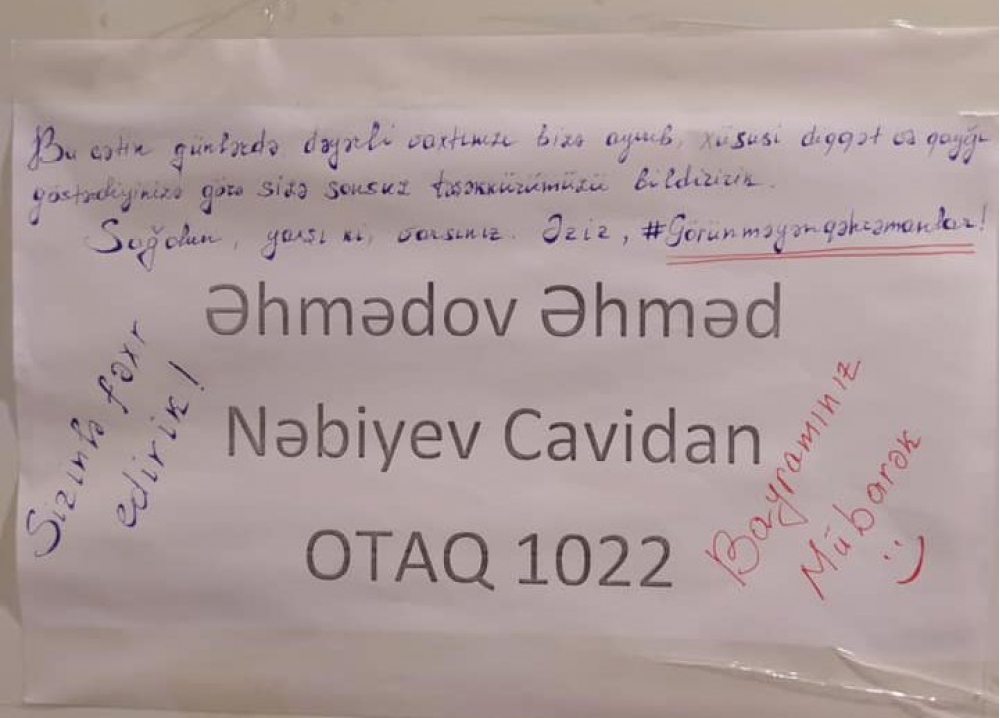 Bu çətin günlərdə dəyərli vaxtınızı bizə ayırıb, xüsusi diqqət və qayğı
göstərdiyinizə görə sizə sonsuz təşəkkürümüzü bildiririk.
Sağolun, yaxşı ki, varsınız. Əziz, #Görünməyənqəhrəmanlar!
Əhmədov Əhməd
Nəbiyev Cavidan
OTAQ 1022
Sizinlə fəxr
edirik!
Bayramınız
Mübarək